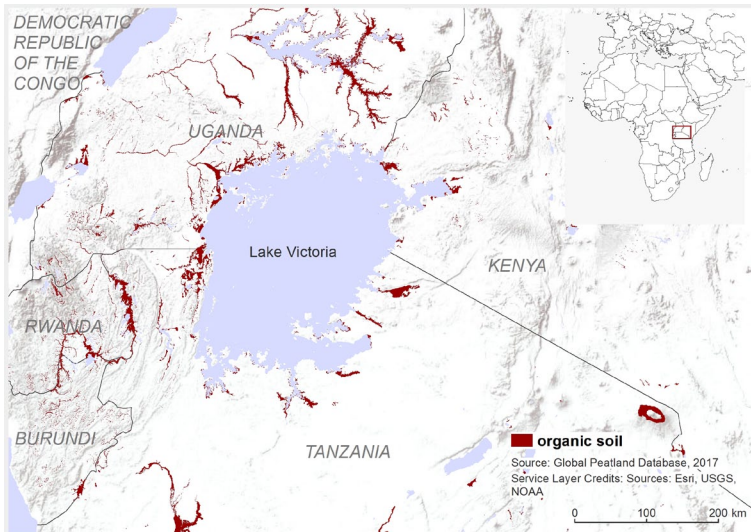 DEMOCRATIC
REPUBLIC
OF THE
CONGO
UGANDA
Lake Victoria
KENYA
RWANDA
BURUNDI
TANZANIA
organic soil
Source: Global Peatland Database, 2017
Service Layer Credits: Sources: Esri, USGS,
NOAA
0 100 200 km